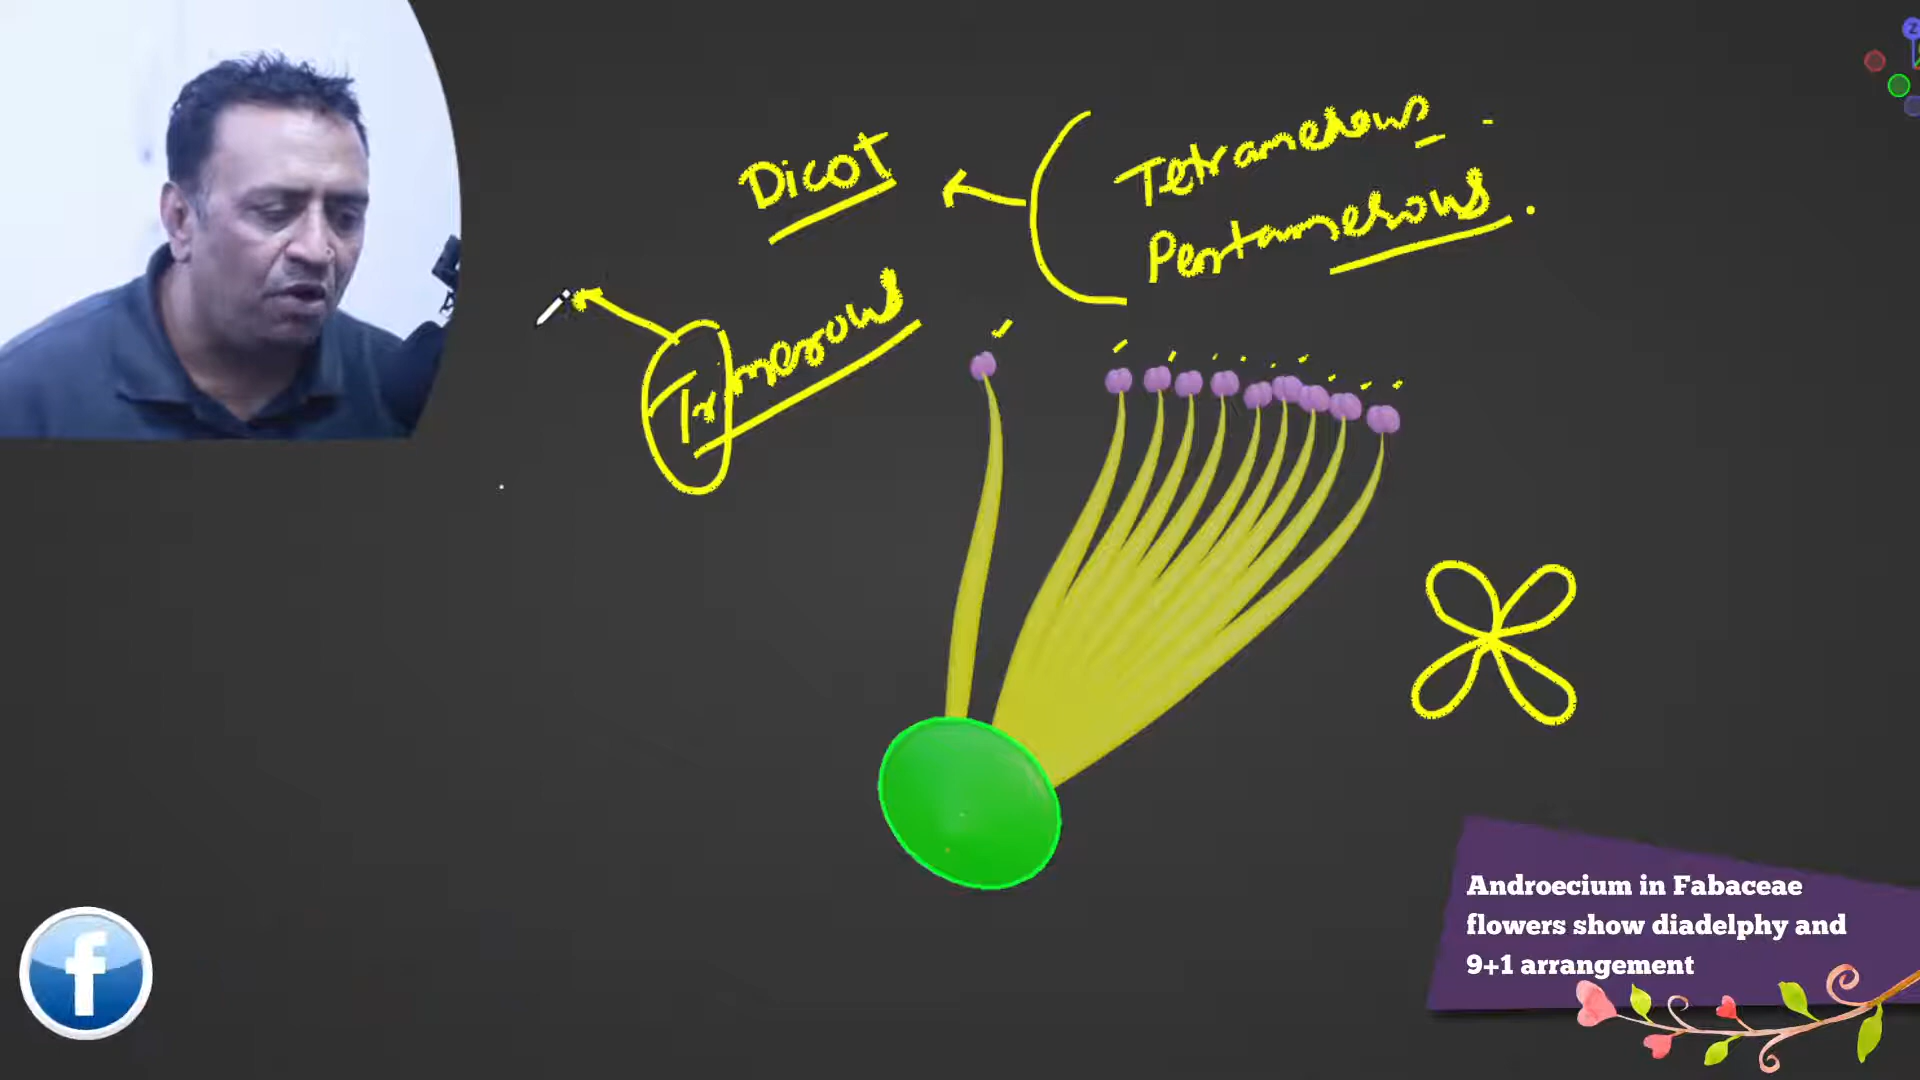 Dicot
Tetramerous
Pentamerous
Trimerous
Androecium in Fabaceae
flowers show diadelphy and
9+1 arrangement
f
Z